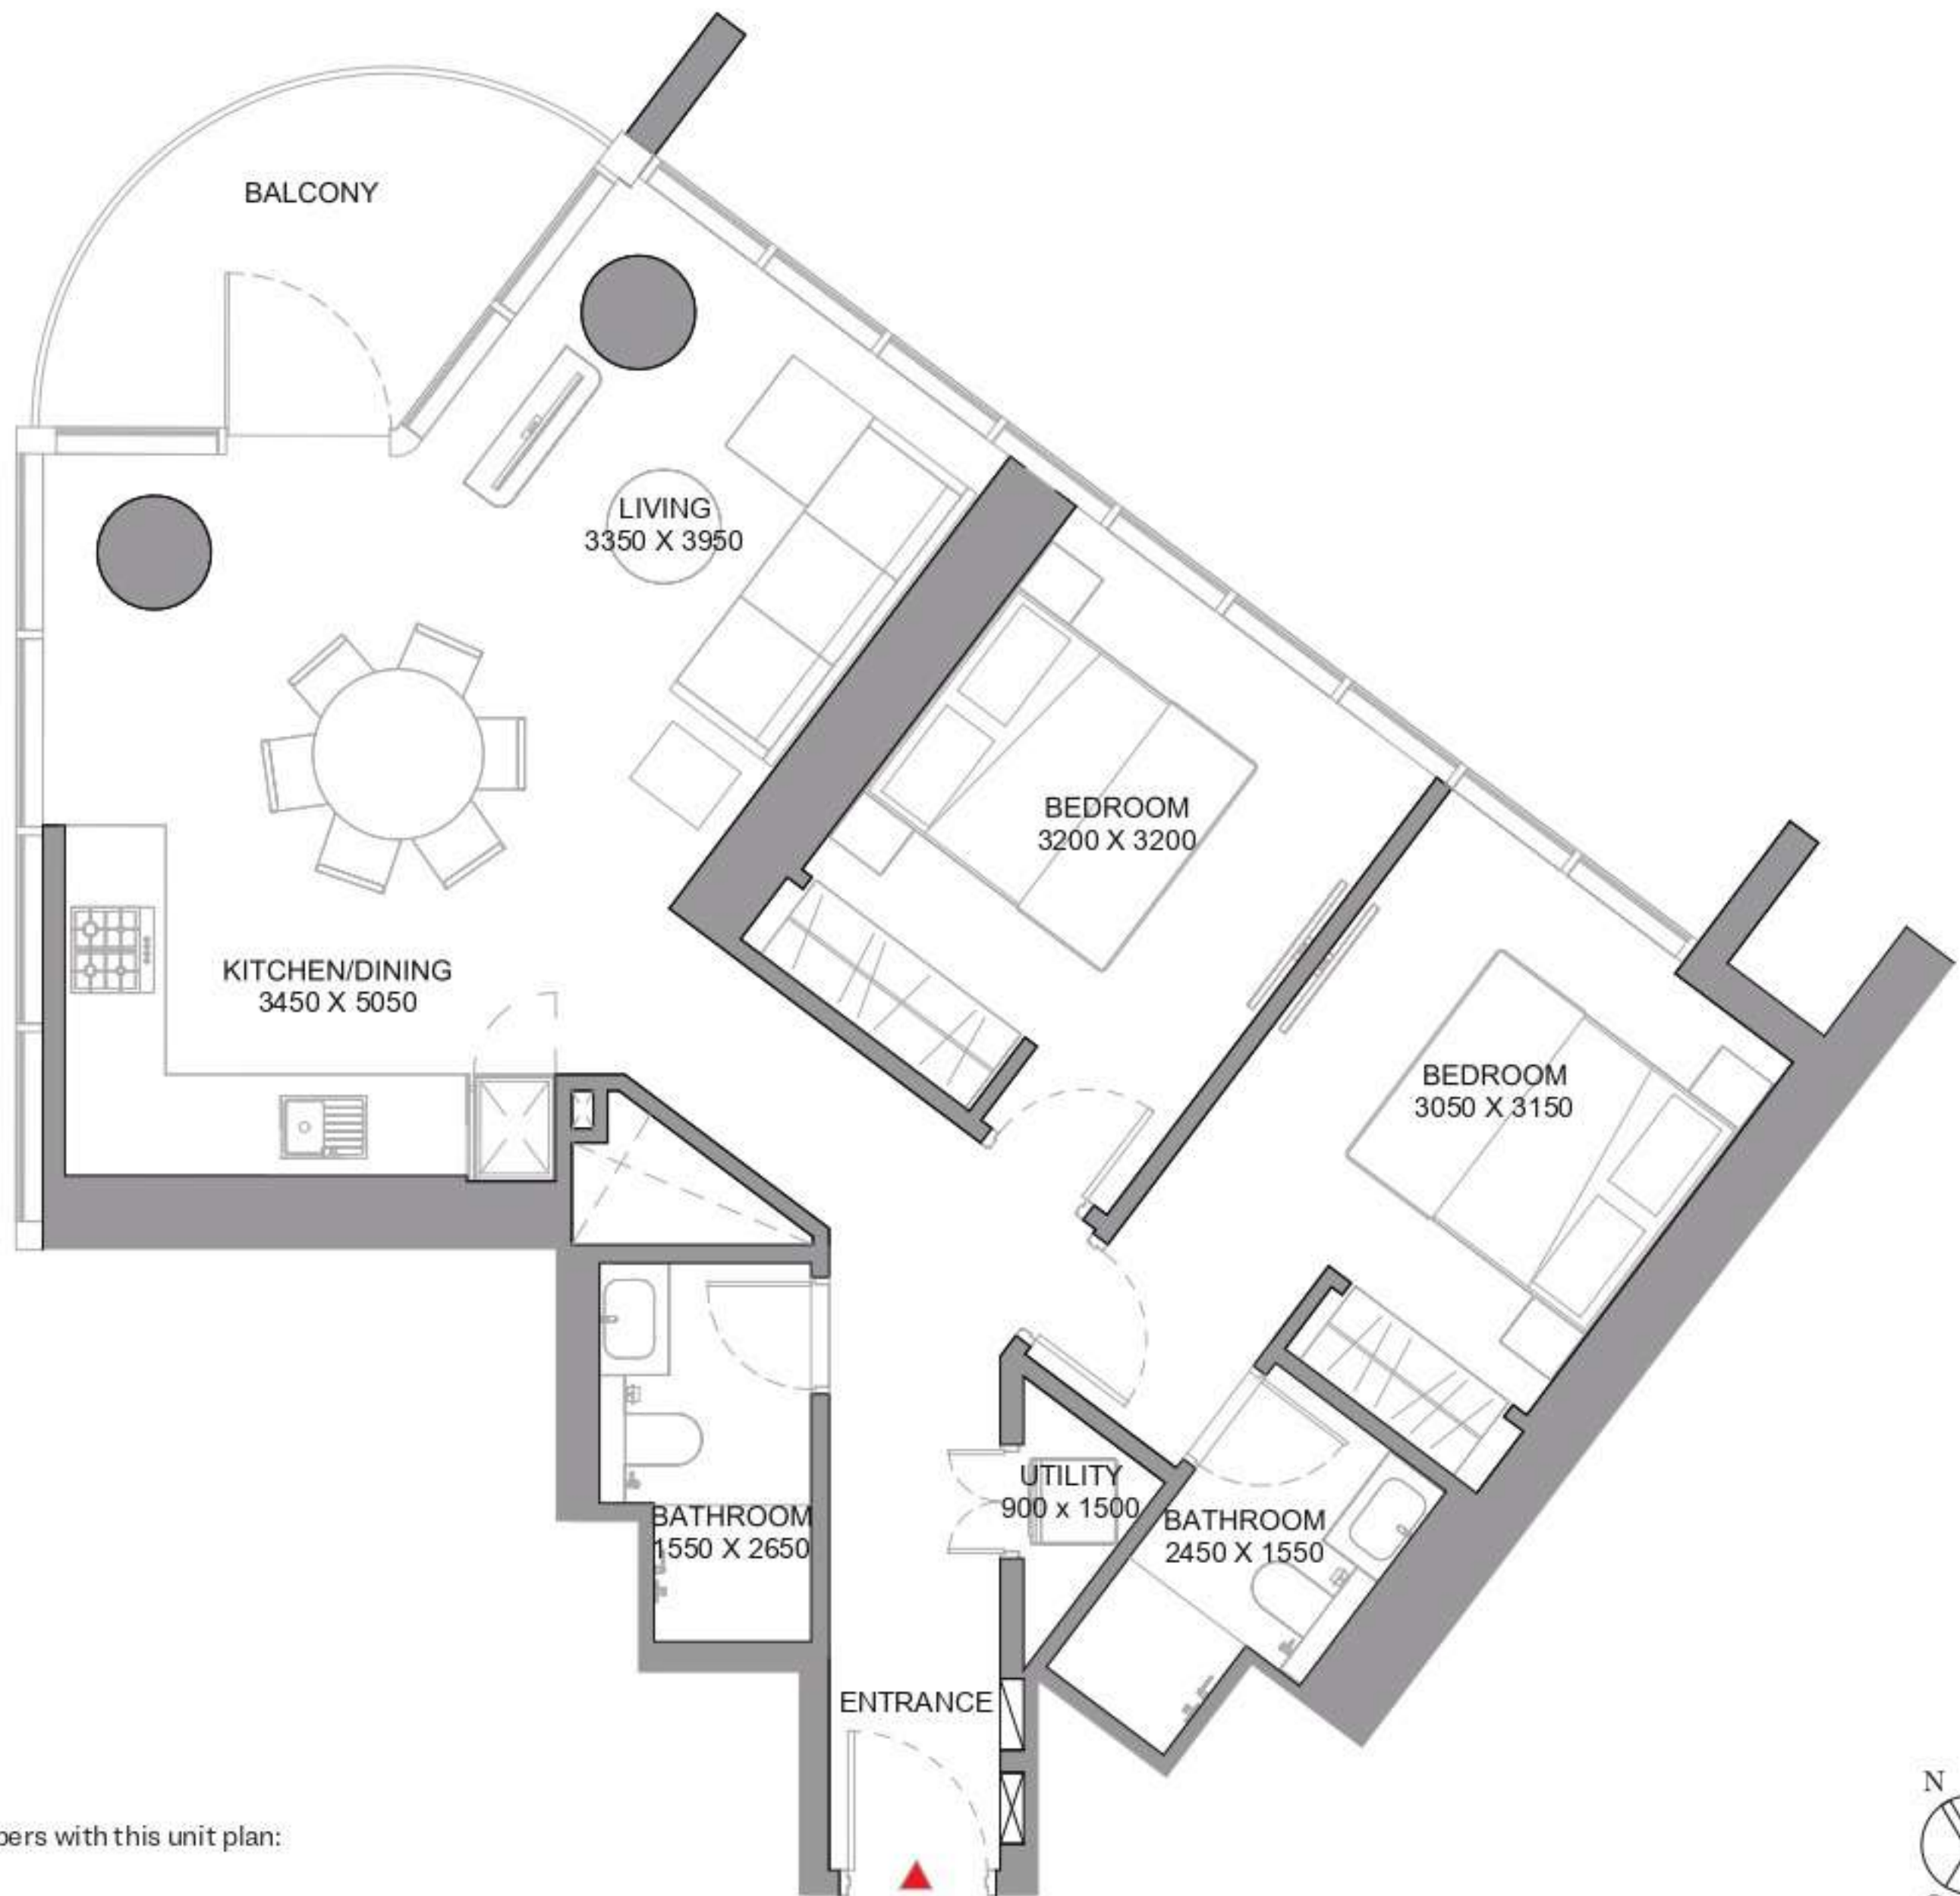 BALCONY
LIVING
3350 X 3950
BEDROOM
3200 X 3200
KITCHEN/DINING
3450 X 5050
BEDROOM
3050 X 3150
UTILITY
900 x 1500
BATHROOM
1550 X 2650
BATHROOM
2450 X 1550
ENTRANCE
N
with this unit plan: